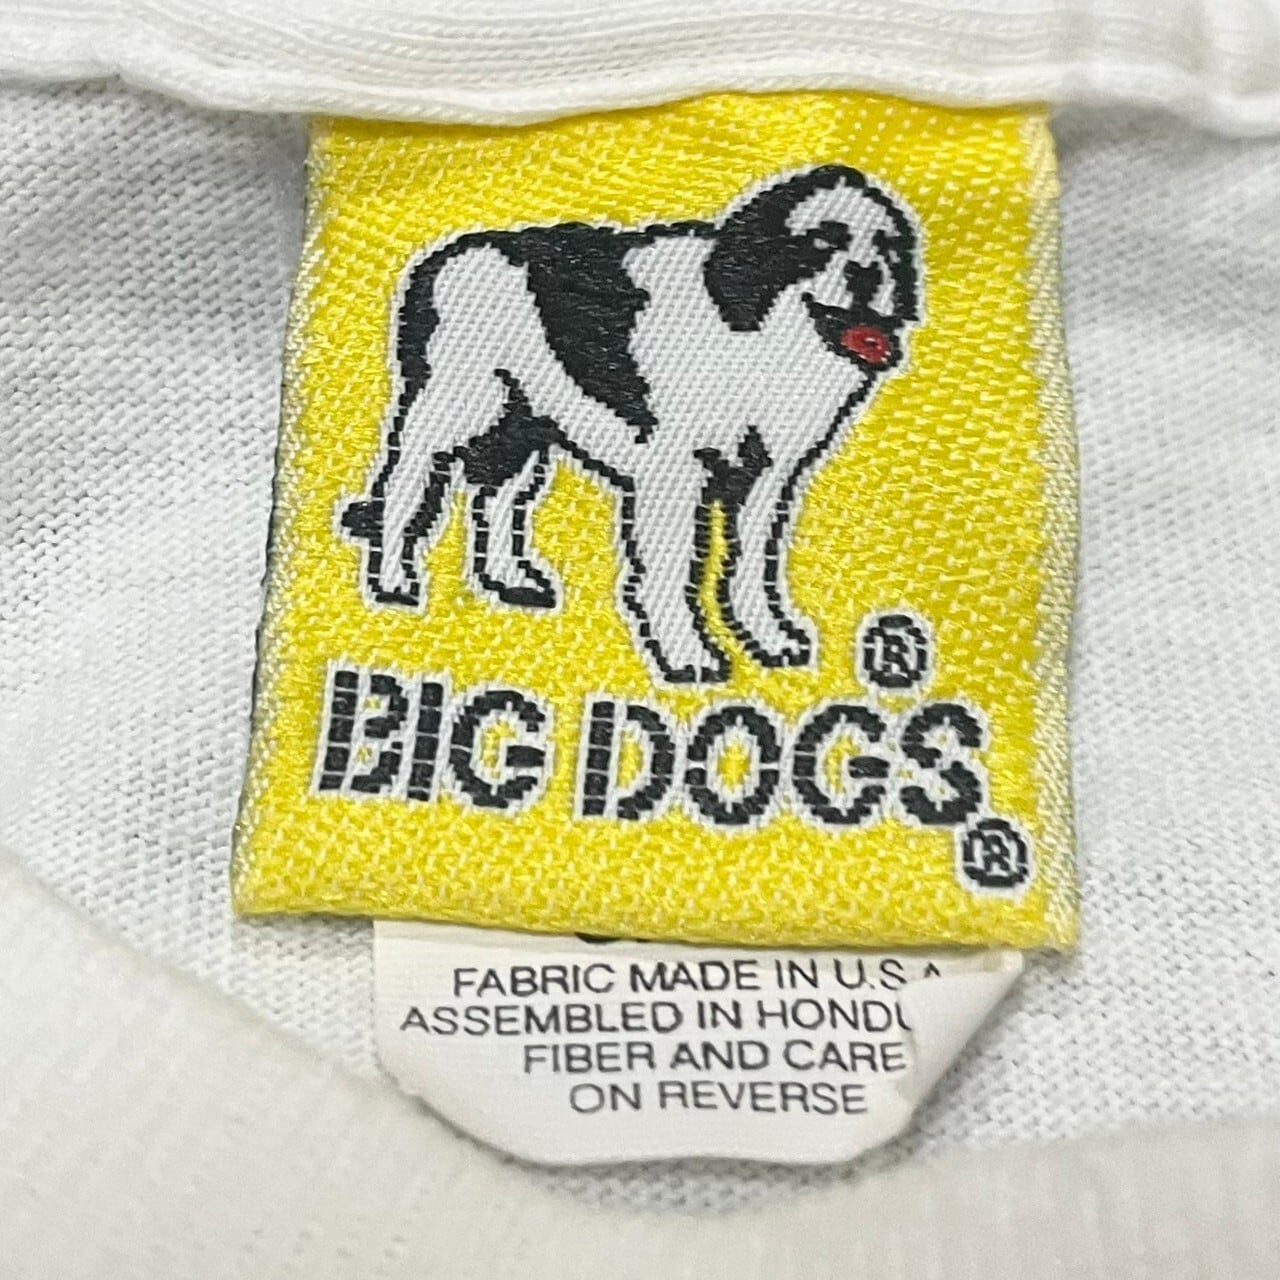 ®
BIG DOGS®
FABRIC MADE IN U.S.A
ASSEMBLED IN HONDU
FIBER AND CARE
ON REVERSE